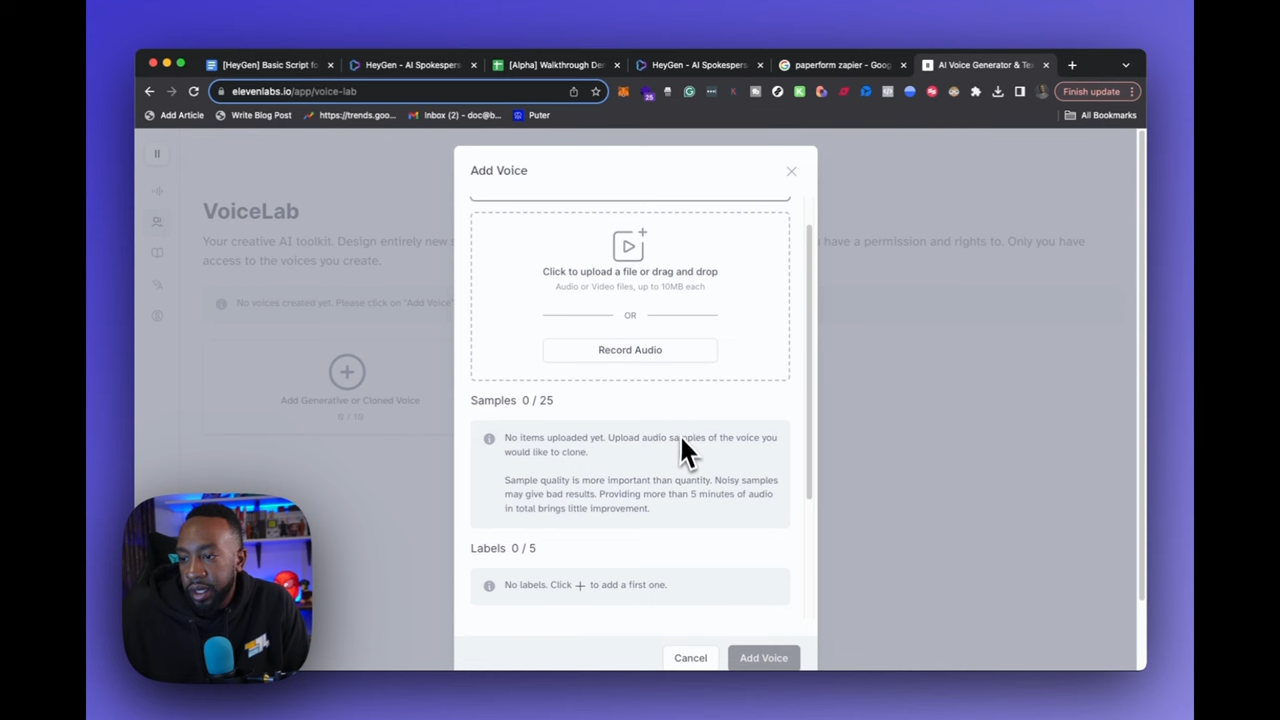 [HeyGen] Basic Script fo
HeyGen - AI Spokespers
[Alpha] Walkthrough De
HeyGen - AI Spokespers
paperform zapier - Goog
AI Voice Generator & Te
elevenlabs.io/app/voice-lab
25
Finish update
Add Article
Write Blog Post
https://trends.goo...
Inbox (2) - doc@b...
Puter
All Bookmarks
Add Voice
VoiceLab
Your creative AI toolkit. Design entirely new s
have a permission and rights to. Only you have
access to the voices you create.
No voices created yet. Please click on "Add Voice"
Add Generative or Cloned Voice
0 / 10
Click to upload a file or drag and drop
Audio or Video files, up to 10MB each
OR
Record Audio
Samples 0 / 25
No items uploaded yet. Upload audio samples of the voice you
would like to clone.
Sample quality is more important than quantity. Noisy samples
may give bad results. Providing more than 5 minutes of audio
in total brings little improvement.
Labels 0 / 5
No labels. Click + to add a first one.
Cancel
Add Voice